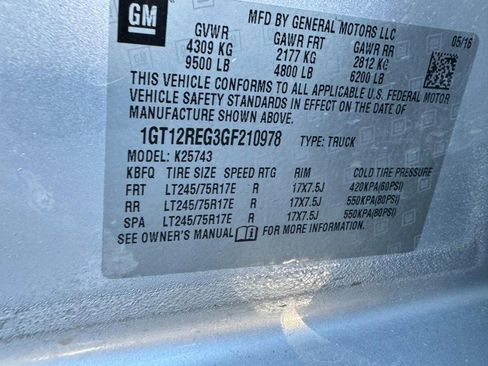 GM
MFD BY GENERAL MOTORS LLC
05/16
GVWR GAWR FRT GAWR RR
4309 KG 2177 KG 2812 KG
9500 LB 4800 LB 6200 LB
THIS VEHICLE CONFORMS TO ALL APPLICABLE U.S. FEDERAL MOTOR
VEHICLE SAFETY STANDARDS IN EFFECT ON THE DATE OF
MANUFACTURE SHOWN ABOVE.
1GT12REG3GF210978 TYPE: TRUCK
MODEL: K25743
KBFQ TIRE SIZE SPEED RTG RIM COLD TIRE PRESSURE
FRT LT245/75R17E R 17X7.5J 420KPA(60PSI)
RR LT245/75R17E R 17X7.5J 550KPA(80PSI)
SPA LT245/75R17E R 17X7.5J 550KPA(80PSI)
SEE OWNER'S MANUAL FOR MORE INFORMATION.